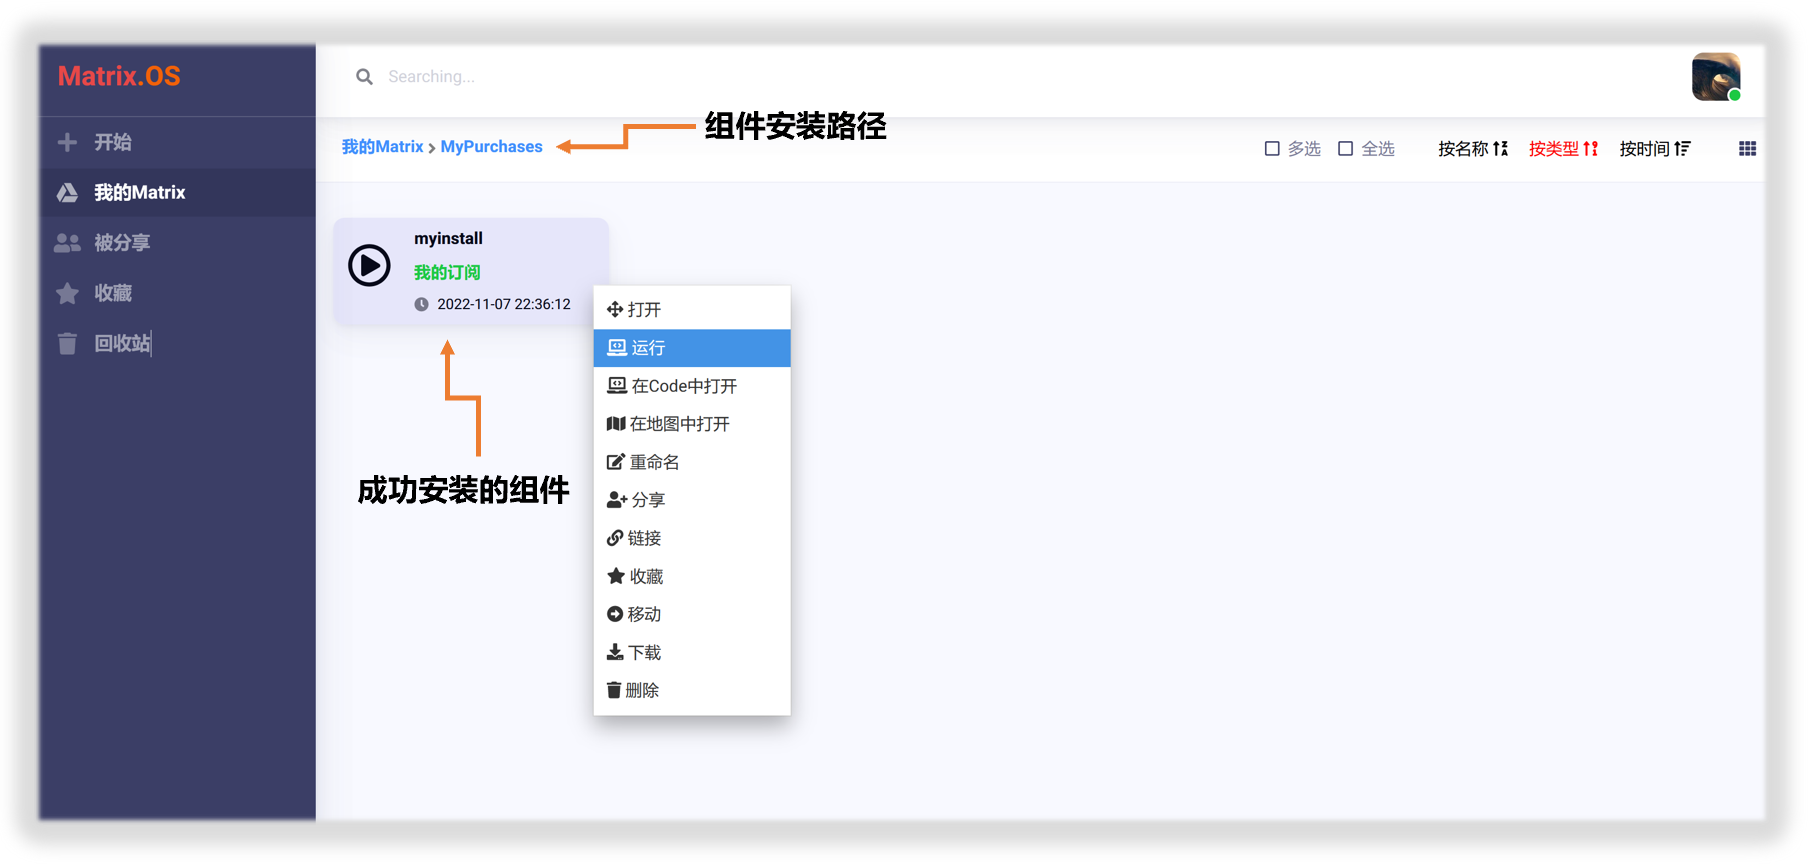 Matrix.OS
Searching...
开始
我的Matrix
被分享
收藏
回收站
组件安装路径
我的Matrix > MyPurchases
多选 全选 按名称 按类型 按时间
myinstall
我的订阅
2022-11-07 22:36:12
成功安装的组件
打开
运行
在Code中打开
在地图中打开
重命名
分享
链接
收藏
移动
下载
删除